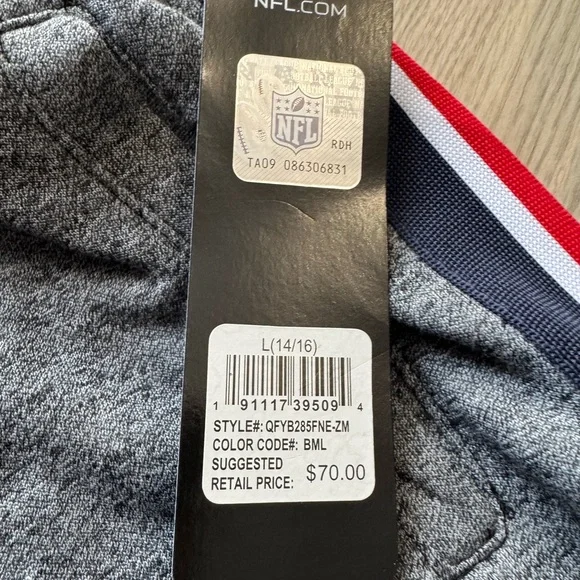 NFL.COM
NFL
RDH
TA09 086306831
L(14/16)
1 91117 39509 4
STYLE#: QFYB285FNE-ZM
COLOR CODE#: BML
SUGGESTED
RETAIL PRICE: $70.00